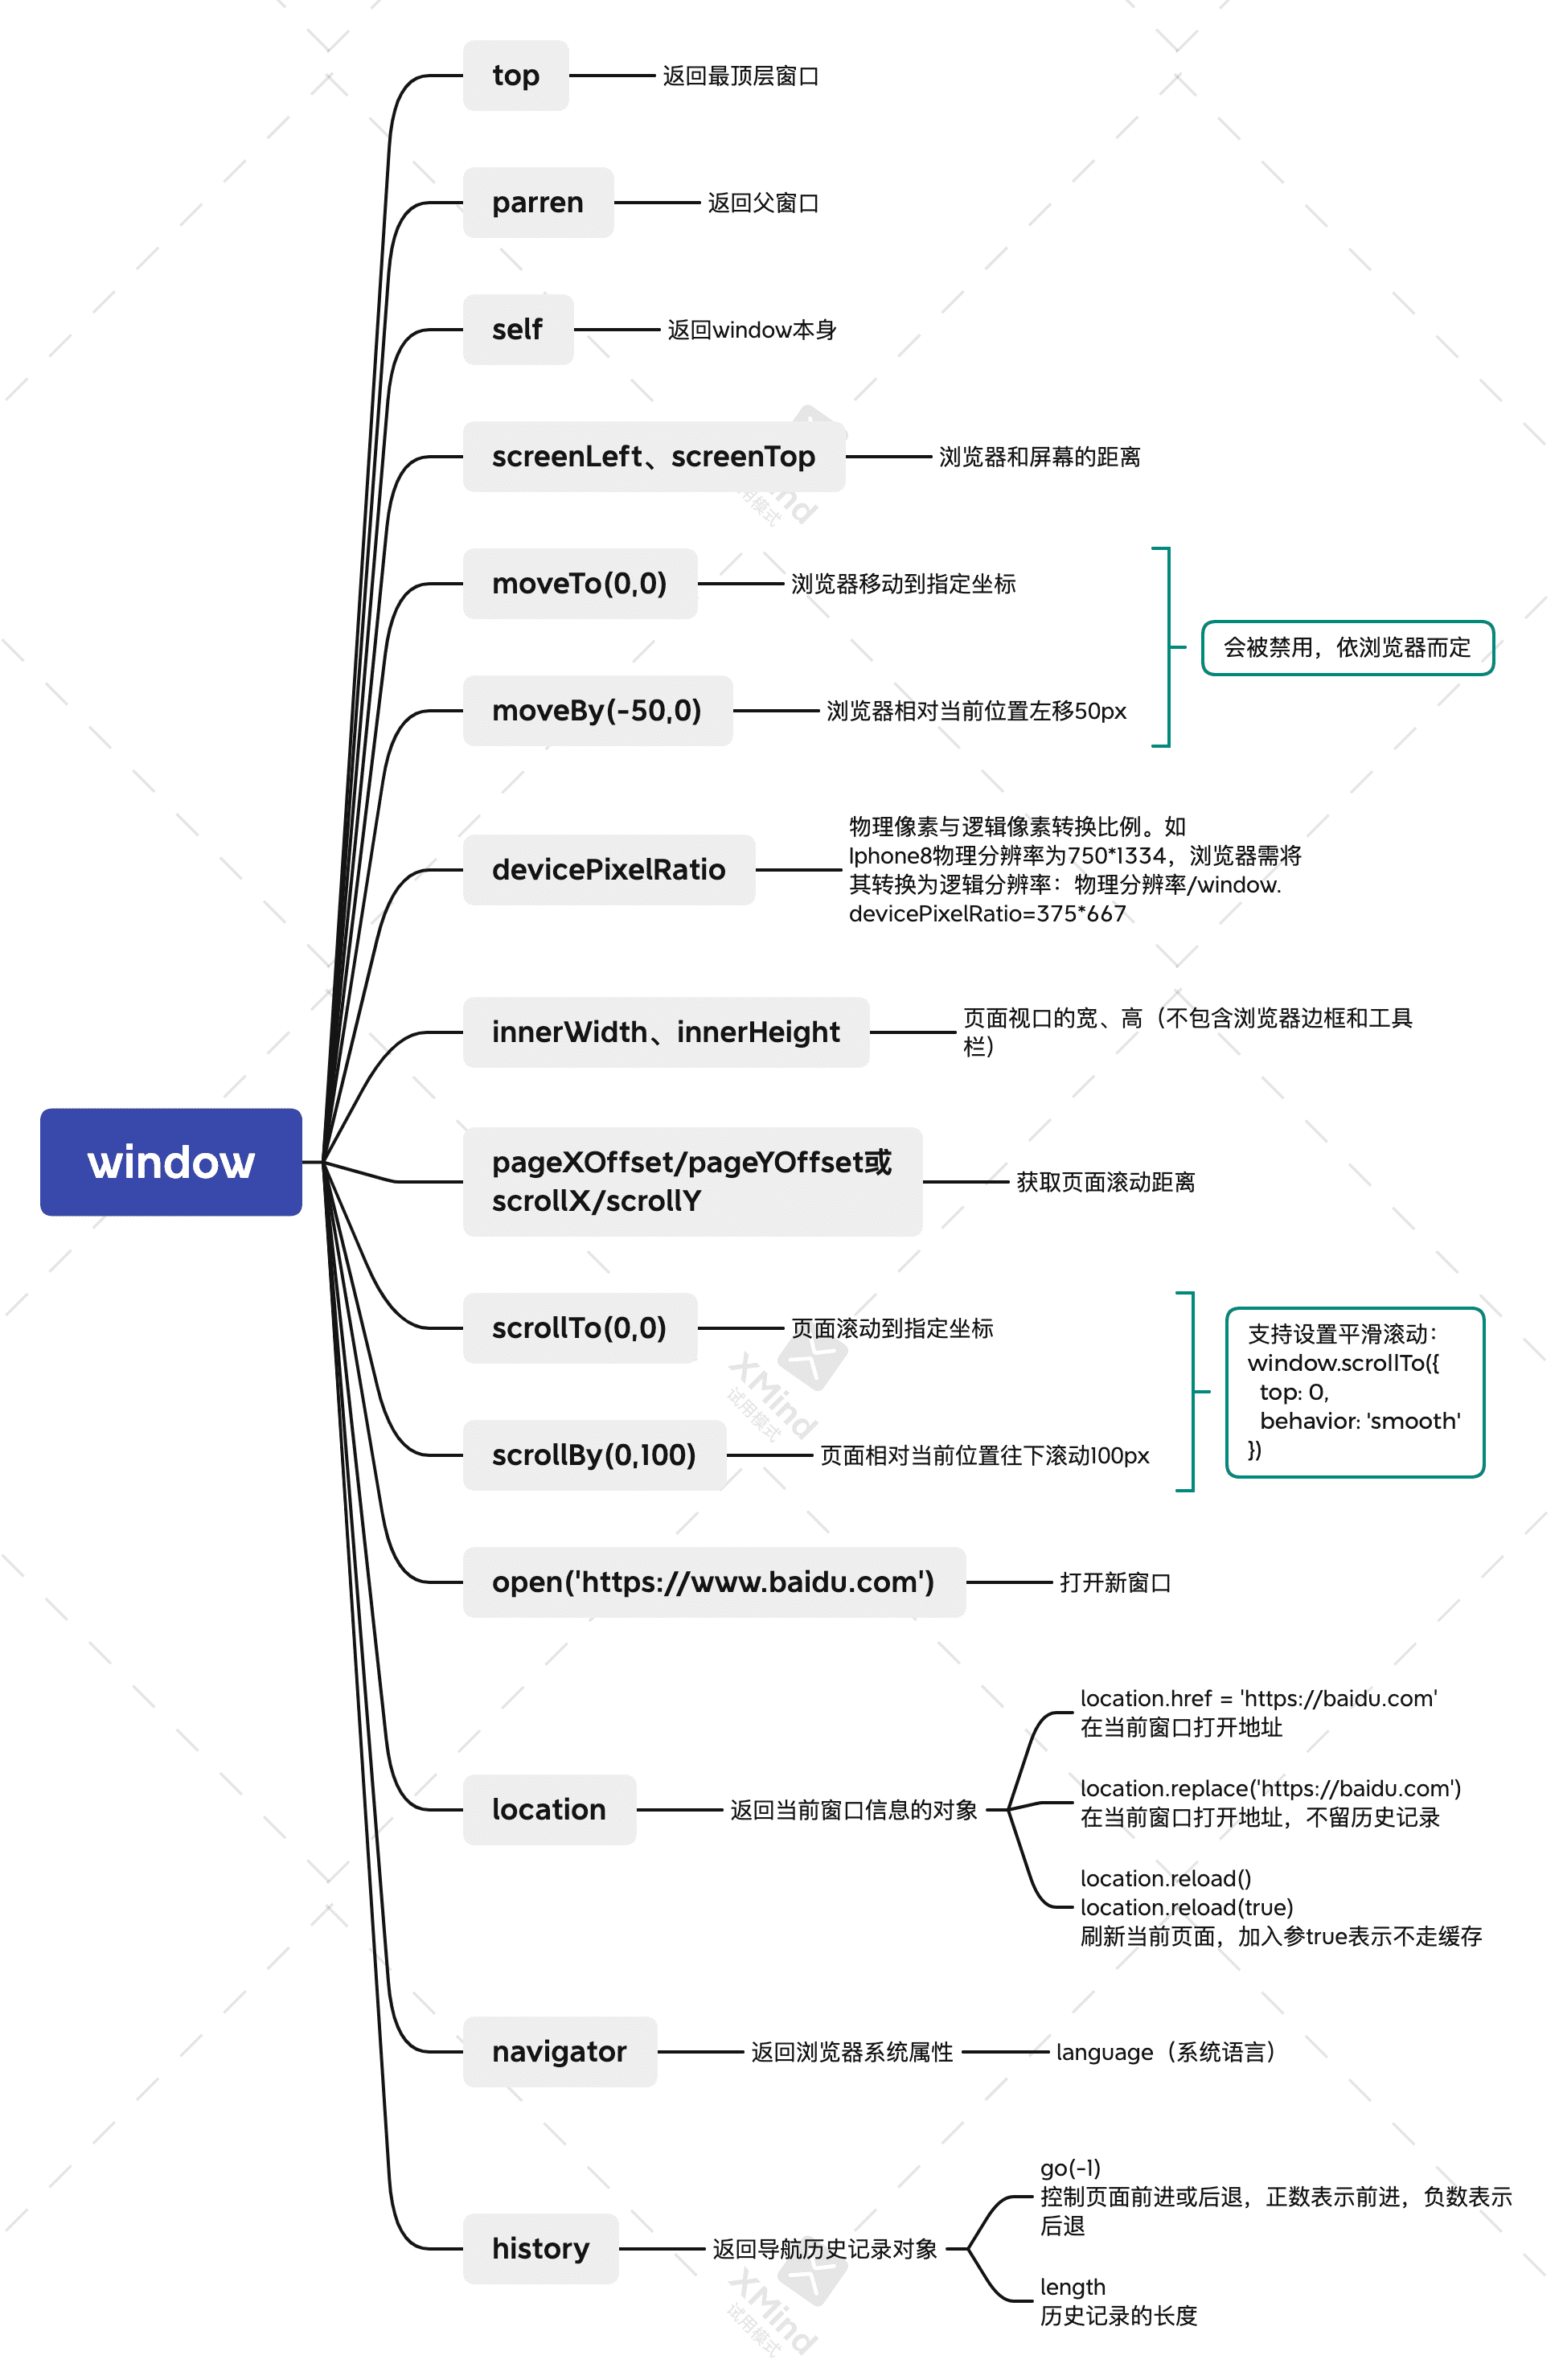 top
返回最顶层窗口
parren
返回父窗口
self
返回window本身
screenLeft、screenTop
浏览器和屏幕的距离
moveTo(0,0)
浏览器移动到指定坐标
moveBy(-50,0)
浏览器相对当前位置左移50px
会被禁用，依浏览器而定
devicePixelRatio
物理像素与逻辑像素转换比例。如
Iphone8物理分辨率为750*1334，浏览器需将
其转换为逻辑分辨率：物理分辨率/window.
devicePixelRatio=375*667
innerWidth、innerHeight
页面视口的宽、高（不包含浏览器边框和工具
栏）
window
pageXOffset/pageYOffset或
scrollX/scrollY
获取页面滚动距离
scrollTo(0,0)
页面滚动到指定坐标
scrollBy(0,100)
页面相对当前位置往下滚动100px
支持设置平滑滚动：
window.scrollTo({
top: 0,
behavior: 'smooth'
})
open('https://www.baidu.com')
打开新窗口
location
返回当前窗口信息的对象
location.href = 'https://baidu.com'
在当前窗口打开地址
location.replace('https://baidu.com')
在当前窗口打开地址，不留历史记录
location.reload()
location.reload(true)
刷新当前页面，加入参true表示不走缓存
navigator
返回浏览器系统属性
language（系统语言）
history
返回导航历史记录对象
go(-1)
控制页面前进或后退，正数表示前进，负数表示
后退
length
历史记录的长度
XMind
试用模式
XMind
试用模式